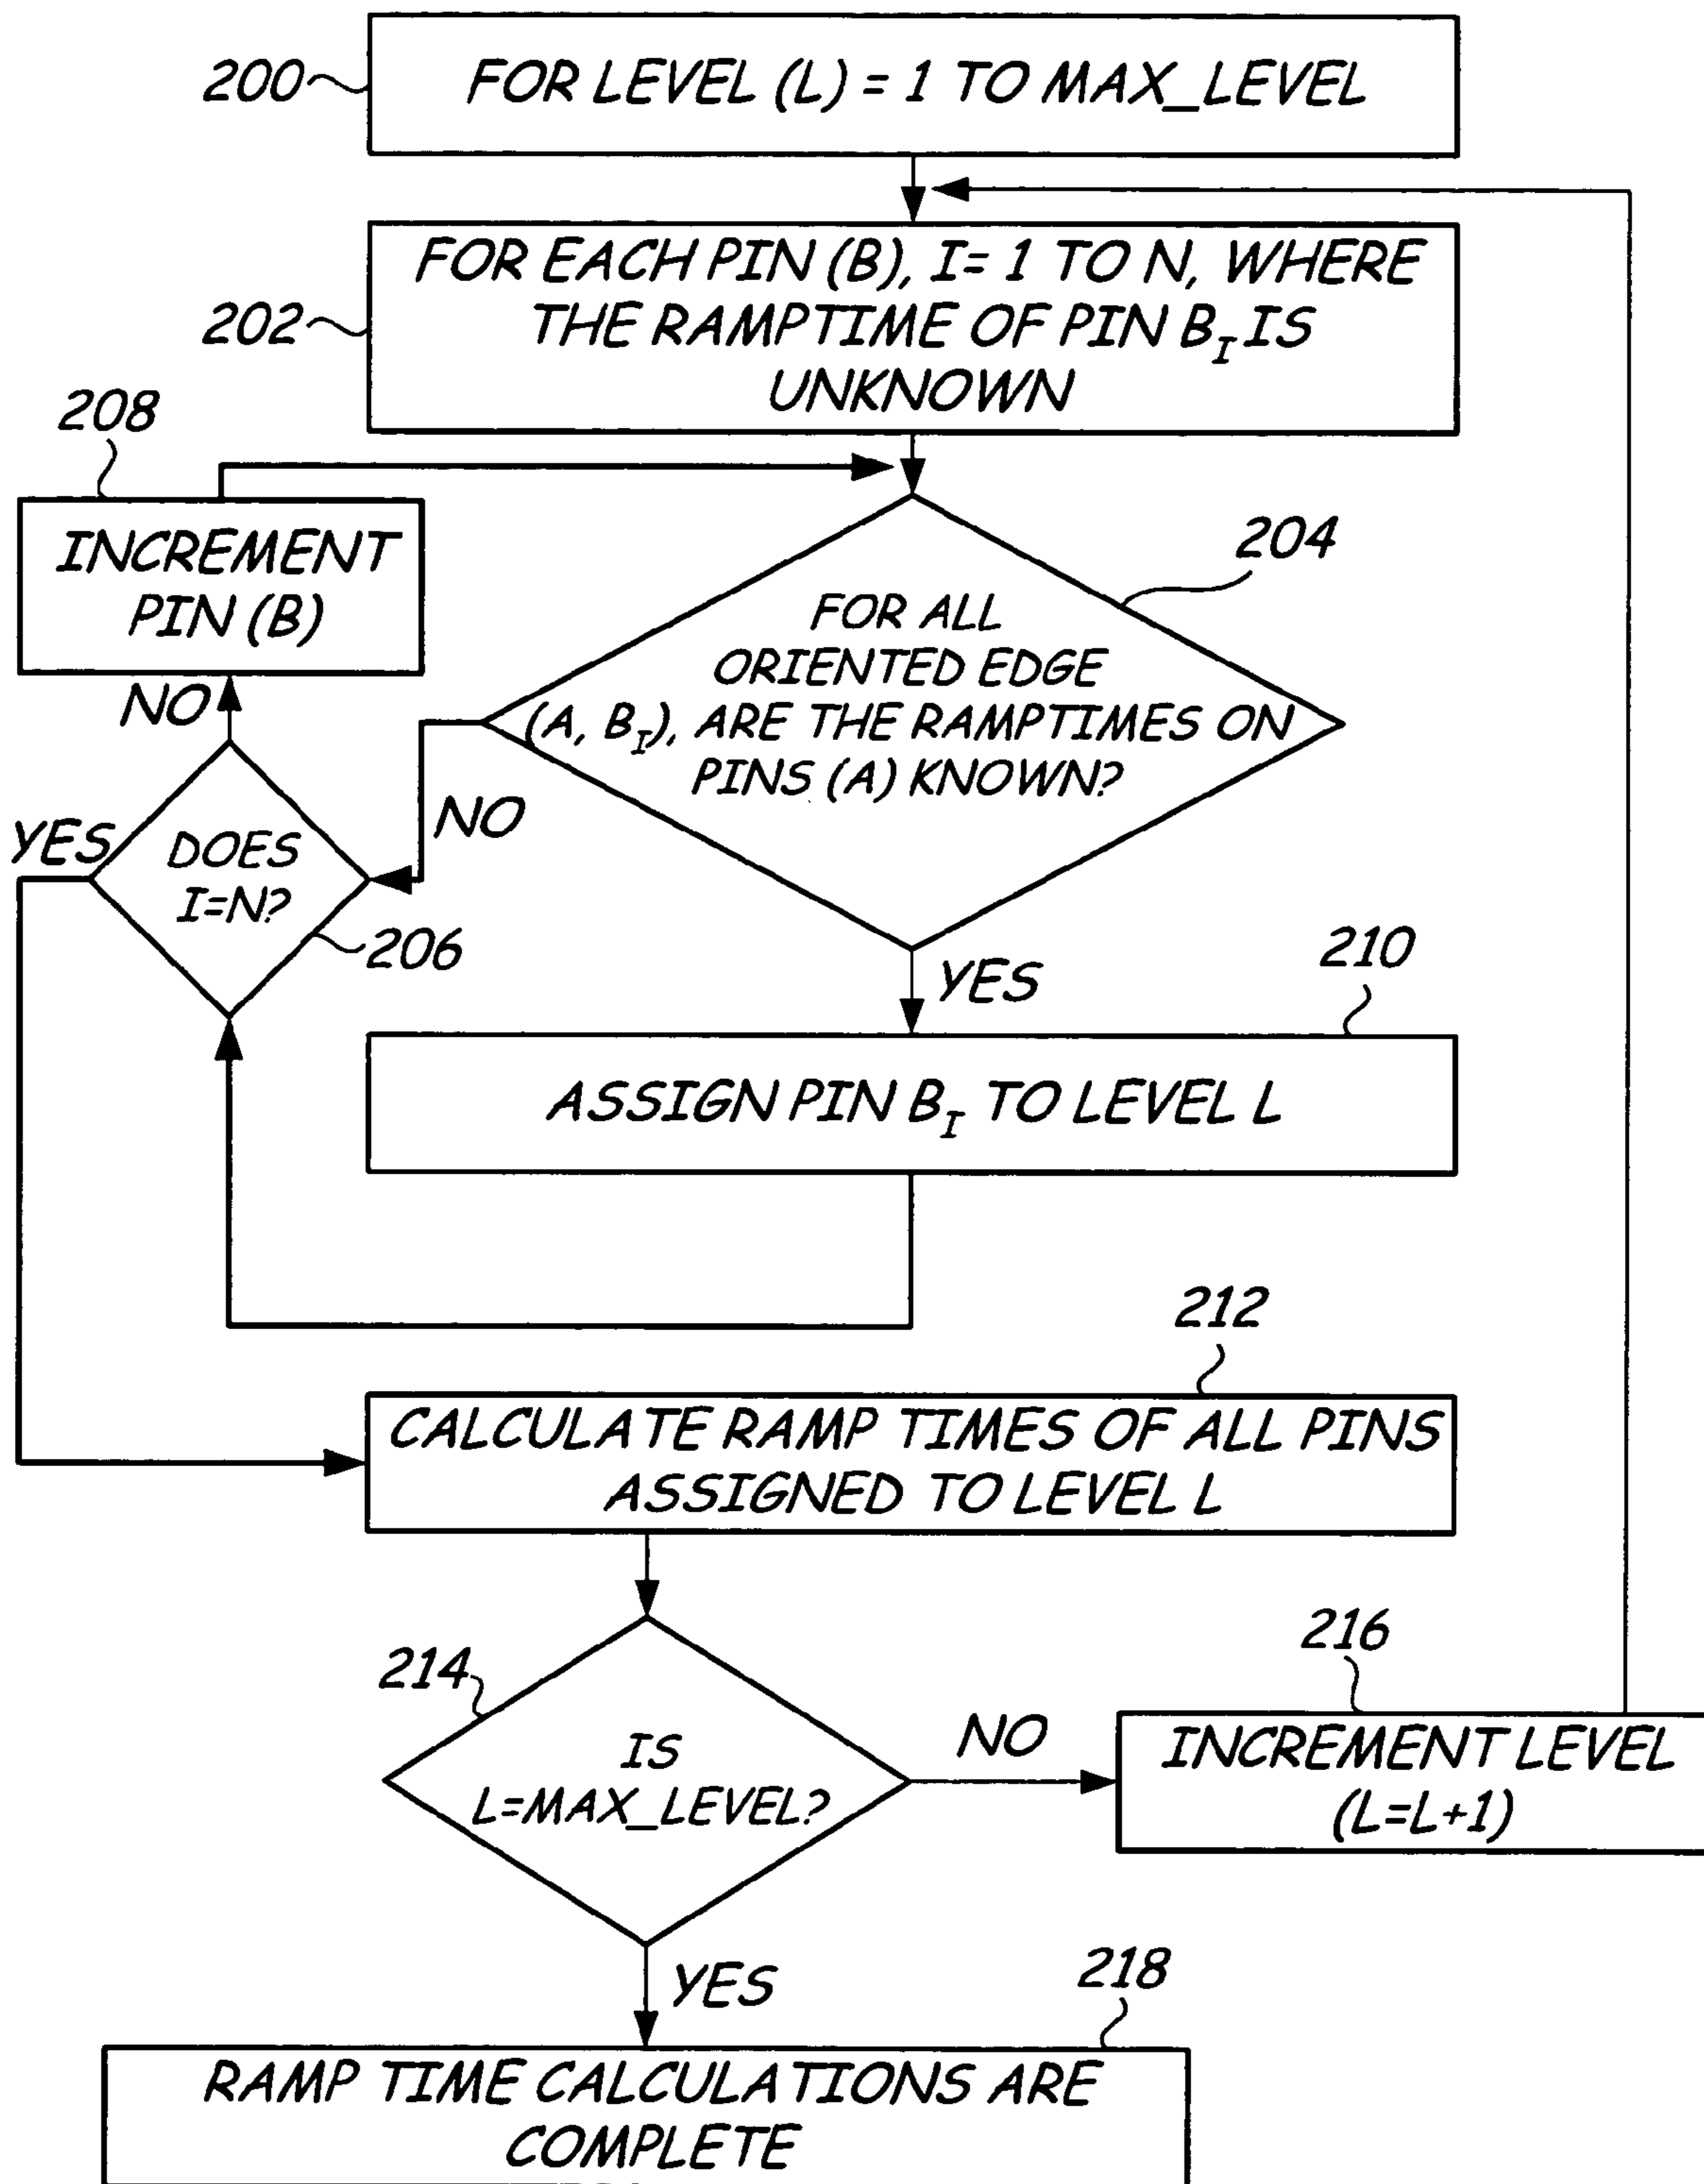 200
FOR LEVEL (L) = 1 TO MAX_LEVEL
202
FOR EACH PIN (B), I= 1 TO N, WHERE
THE RAMPTIME OF PIN B_I IS
UNKNOWN
208
INCREMENT
PIN (B)
204
FOR ALL
ORIENTED EDGE
(A, B_I), ARE THE RAMPTIMES ON
PINS (A) KNOWN?
NO
NO
YES
DOES
I=N?
206
YES
210
ASSIGN PIN B_I TO LEVEL L
212
CALCULATE RAMP TIMES OF ALL PINS
ASSIGNED TO LEVEL L
214
IS
L=MAX_LEVEL?
NO
216
INCREMENT LEVEL
(L=L+1)
YES
218
RAMP TIME CALCULATIONS ARE
COMPLETE